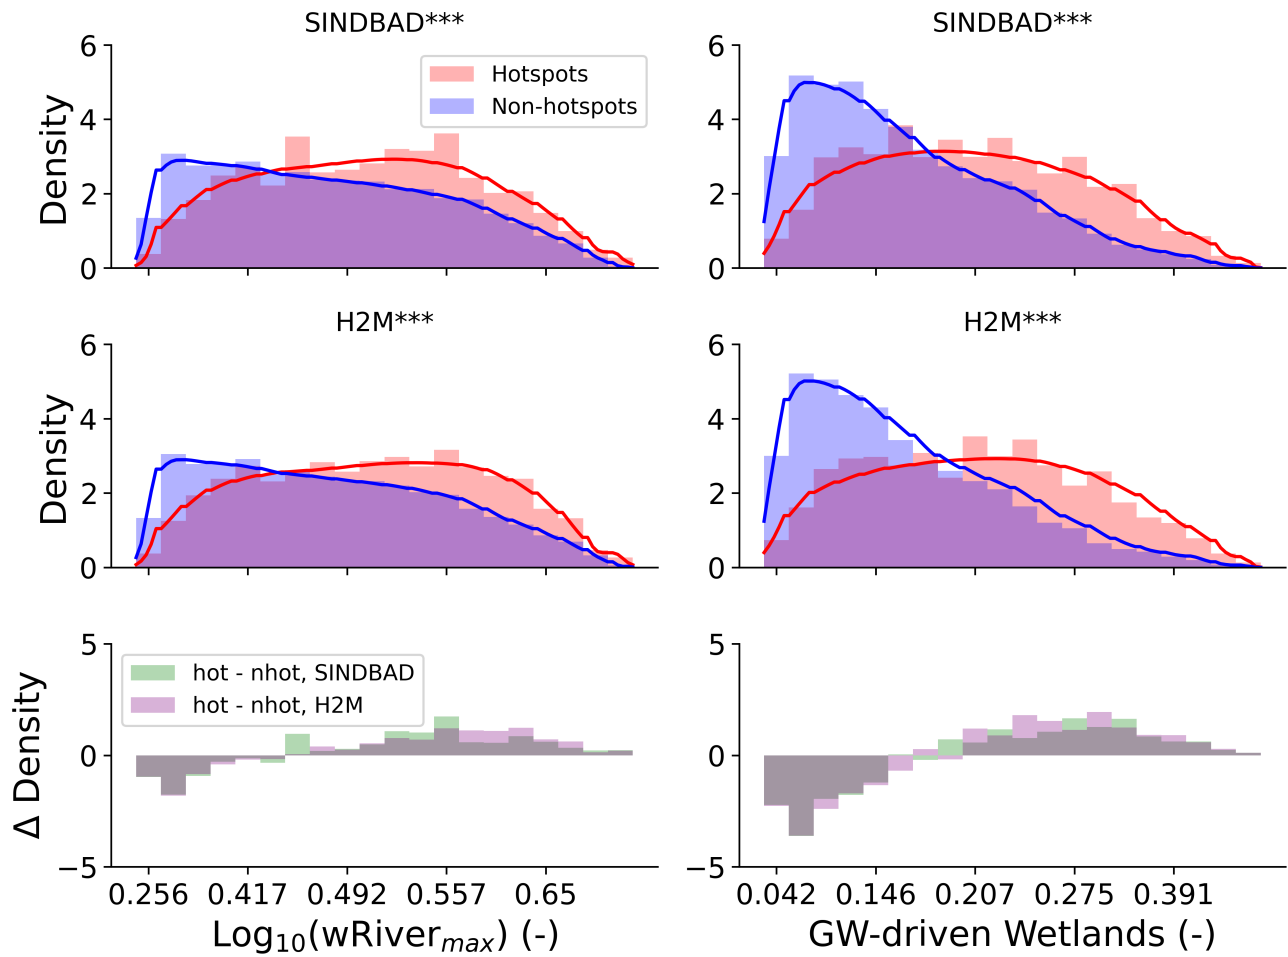 SINDBAD***
SINDBAD***
6
4
2
0
Density
Hotspots
Non-hotspots
6
4
2
0
H2M***
H2M***
6
4
2
0
Density
6
4
2
0
5
0
−5
Δ Density
hot - nhot, SINDBAD
hot - nhot, H2M
5
0
−5
0.256 0.417 0.492 0.557 0.65
0.042 0.146 0.207 0.275 0.391
Log10(wRivermax) (-)
GW-driven Wetlands (-)